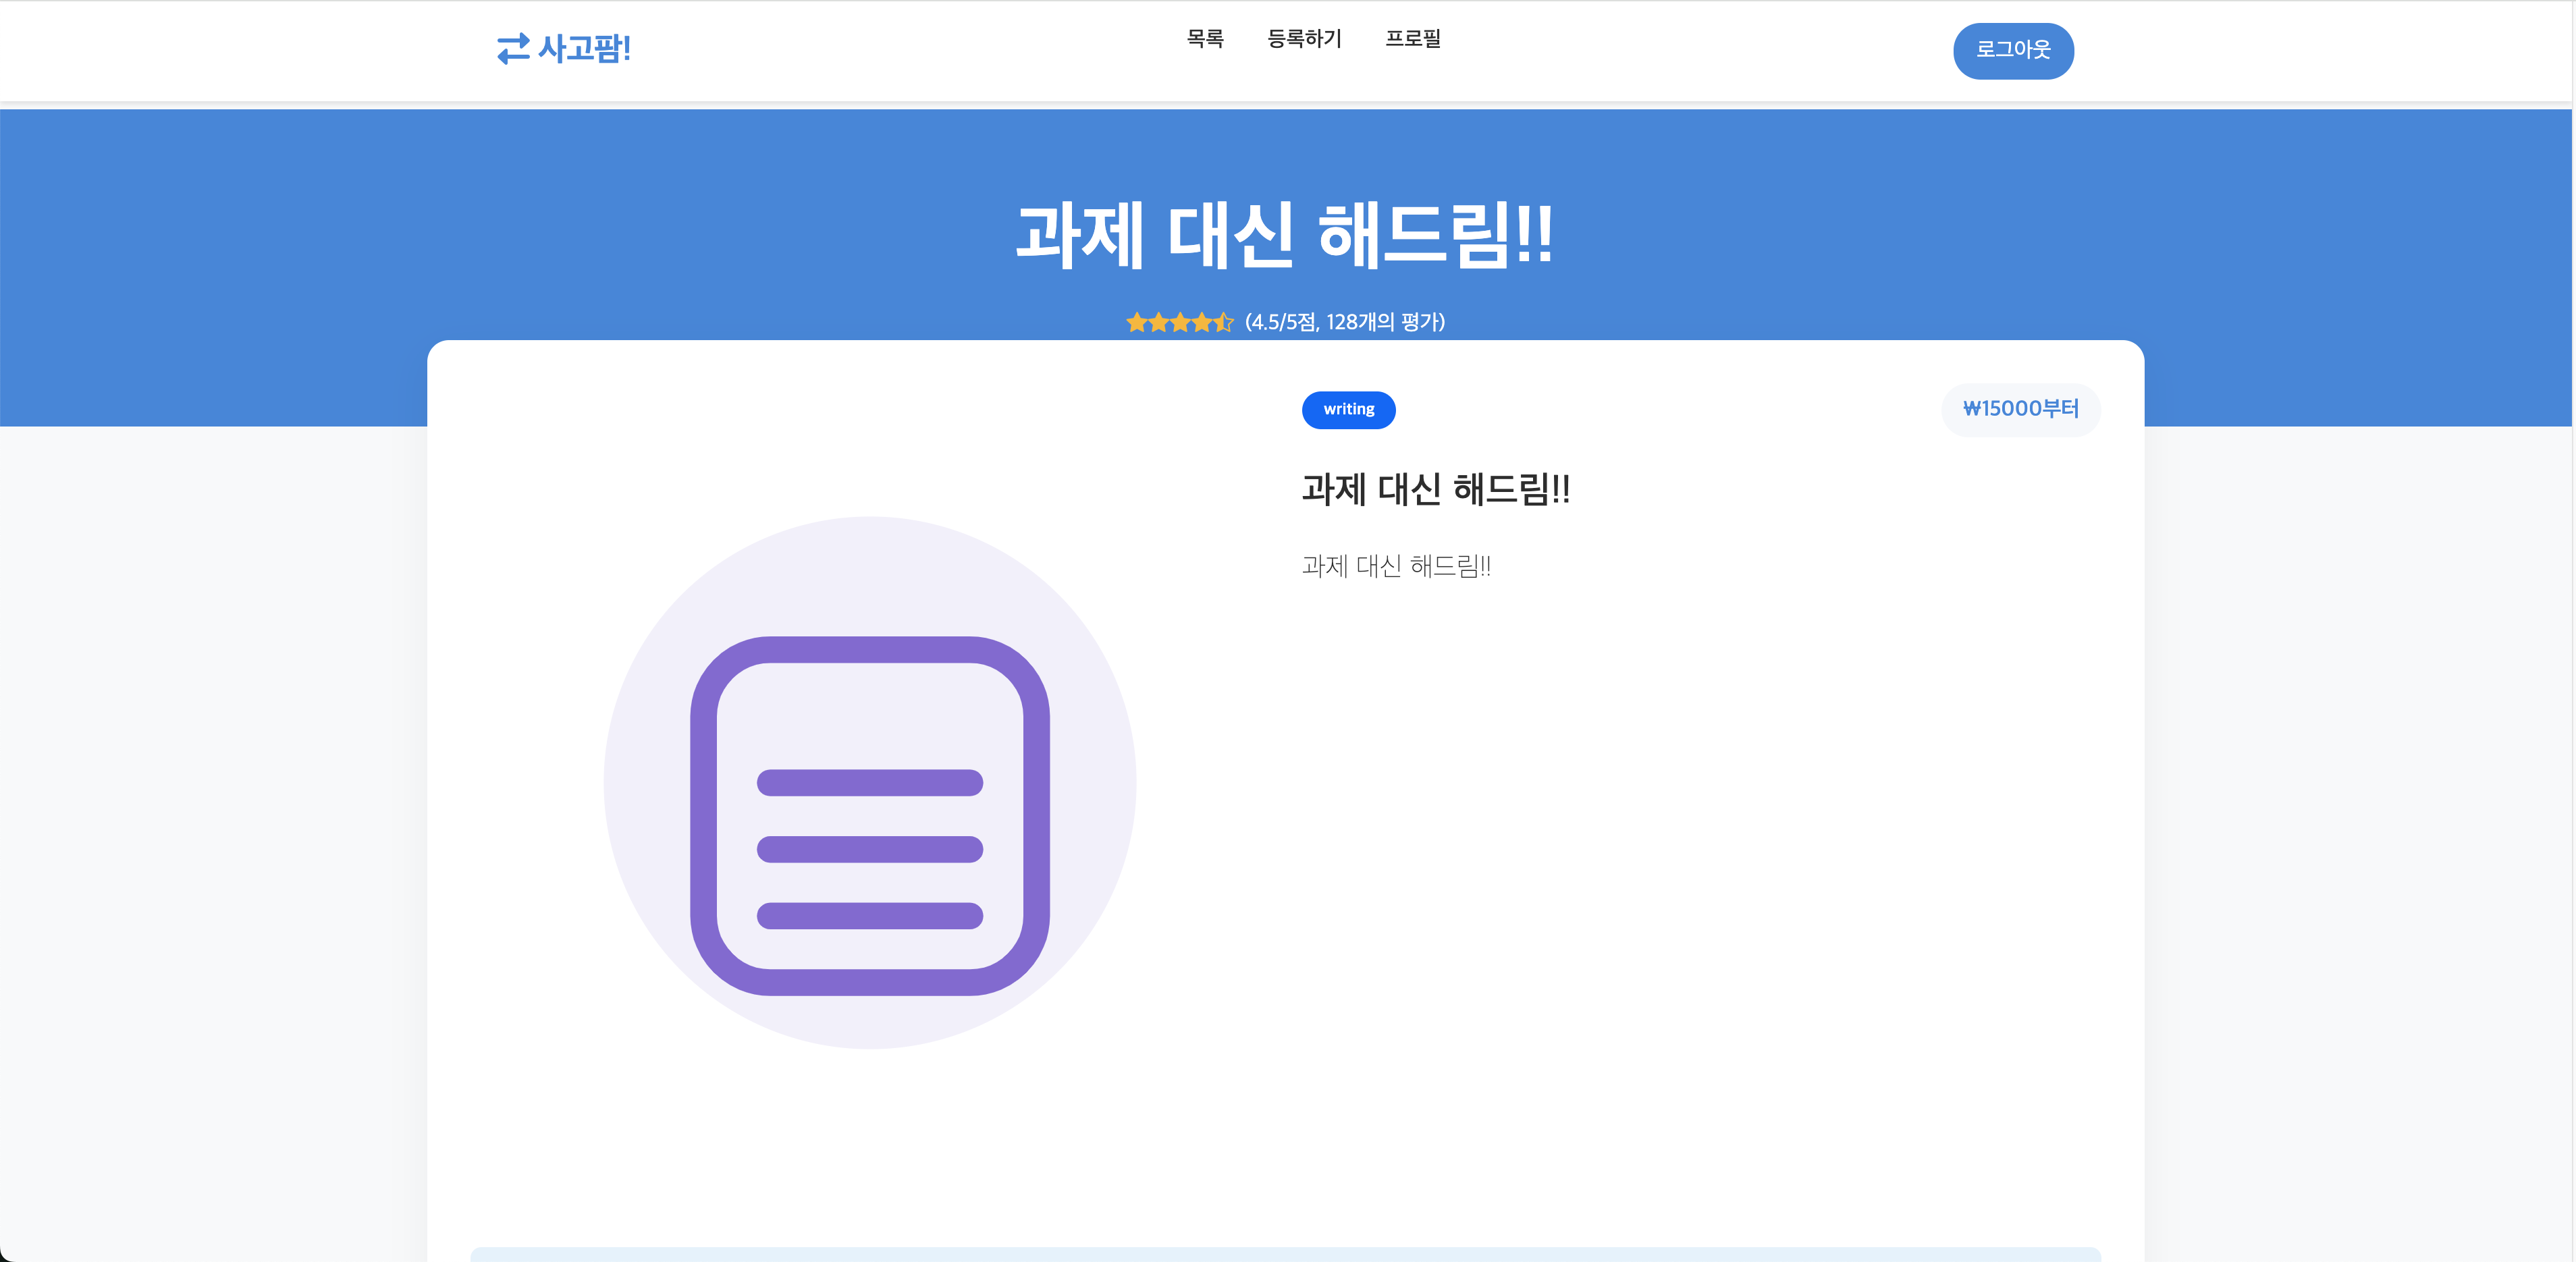 사고팜!
목록 등록하기 프로필
로그아웃
과제 대신 해드림!!
(4.5/5점, 128개의 평가)
writing
₩15000부터
과제 대신 해드림!!
과제 대신 해드림!!